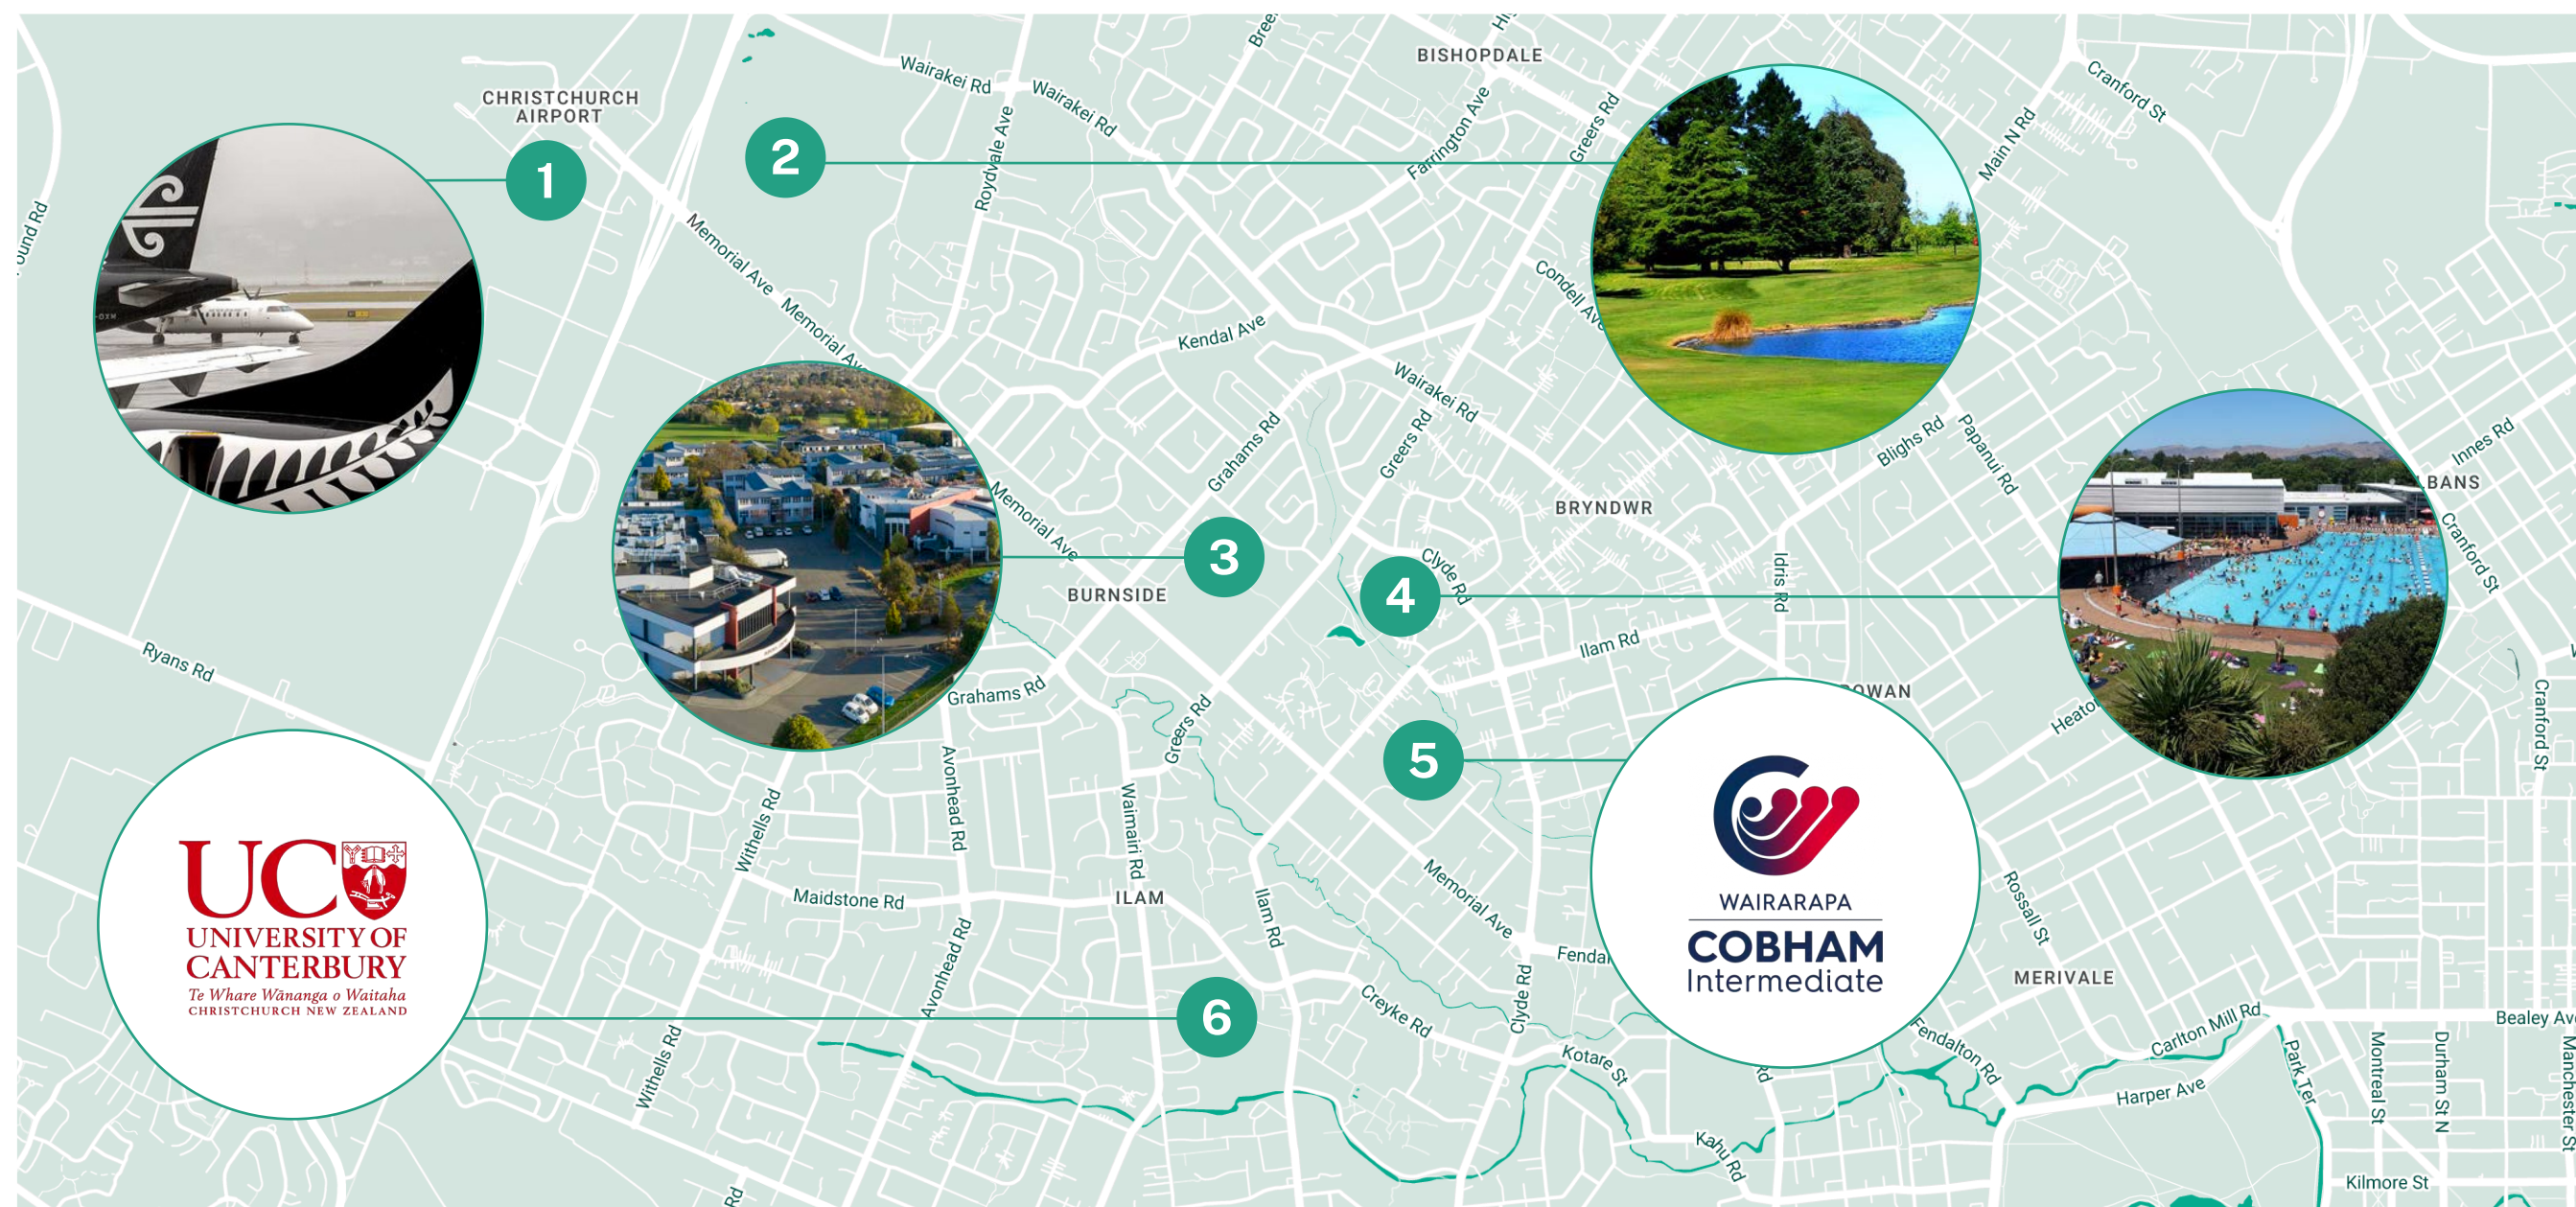 BISHOPDALE
CHRISTCHURCH
AIRPORT
Wairakei Rd
Wairakei Rd
Roydvale Ave
Farrington Ave
Greers Rd
Main N Rd
Cranford St
1
2
Memorial Ave
Memorial Ave
Condell Ave
Kendal Ave
Wairakei Rd
Greers Rd
Grahams Rd
Blighs Rd
Papanui Rd
Innes Rd
BANS
Cranford St
Memorial Ave
BRYNDWR
3
4
Clyde Rd
Idris Rd
BURNSIDE
Ilam Rd
Ryans Rd
Grahams Rd
OWAN
Greers Rd
Cranford St
5
Avonhead Rd
Waimairi Rd
Withells Rd
UC
UNIVERSITY OF
CANTERBURY
Te Whare Wānanga o Waitaha
CHRISTCHURCH NEW ZEALAND
WAIRARAPA
COBHAM
Intermediate
Maidstone Rd
ILAM
Ilam Rd
Memorial Ave
Rossall St
Avonhead Rd
MERIVALE
6
Creyke Rd
Clyde Rd
Kotare St
Fendalton Rd
Carlton Mill Rd
Bealey Av
Park Ter
Montreal St
Durham St N
Manchester St
Withells Rd
Harper Ave
Kahu Rd
Kilmore St
Rd
Rd